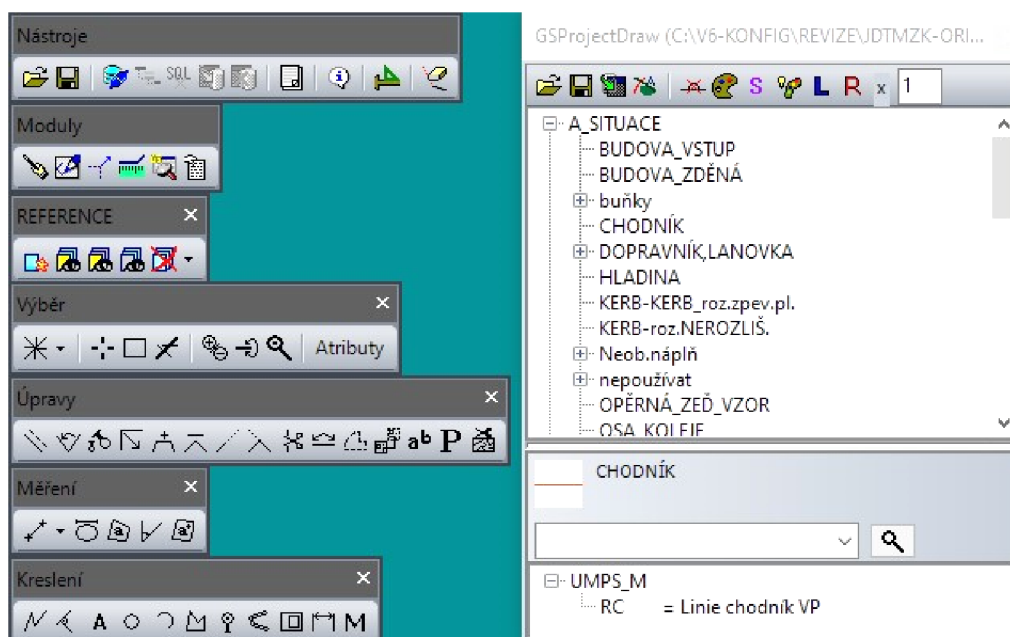 Nástroje
SQL
Moduly
REFERENCE
Výběr
Atributy
Úpravy
ab P
Měření
a a
Kreslení
A M
GSProjectDraw (C:\V6-KONFIG\REVIZE\JDTMZK-ORI...
S L R x 1
A_SITUACE
BUDOVA_VSTUP
BUDOVA_ZDĚNÁ
buňky
CHODNÍK
DOPRAVNÍK,LANOVKA
HLADINA
KERB-KERB_roz.zpev.pl.
KERB-roz.NEROZLIŠ.
Neob.náplň
nepoužívat
OPĚRNÁ_ZEĎ_VZOR
OSA_KOLEJE
CHODNÍK
UMPS_M
RC = Linie chodník VP